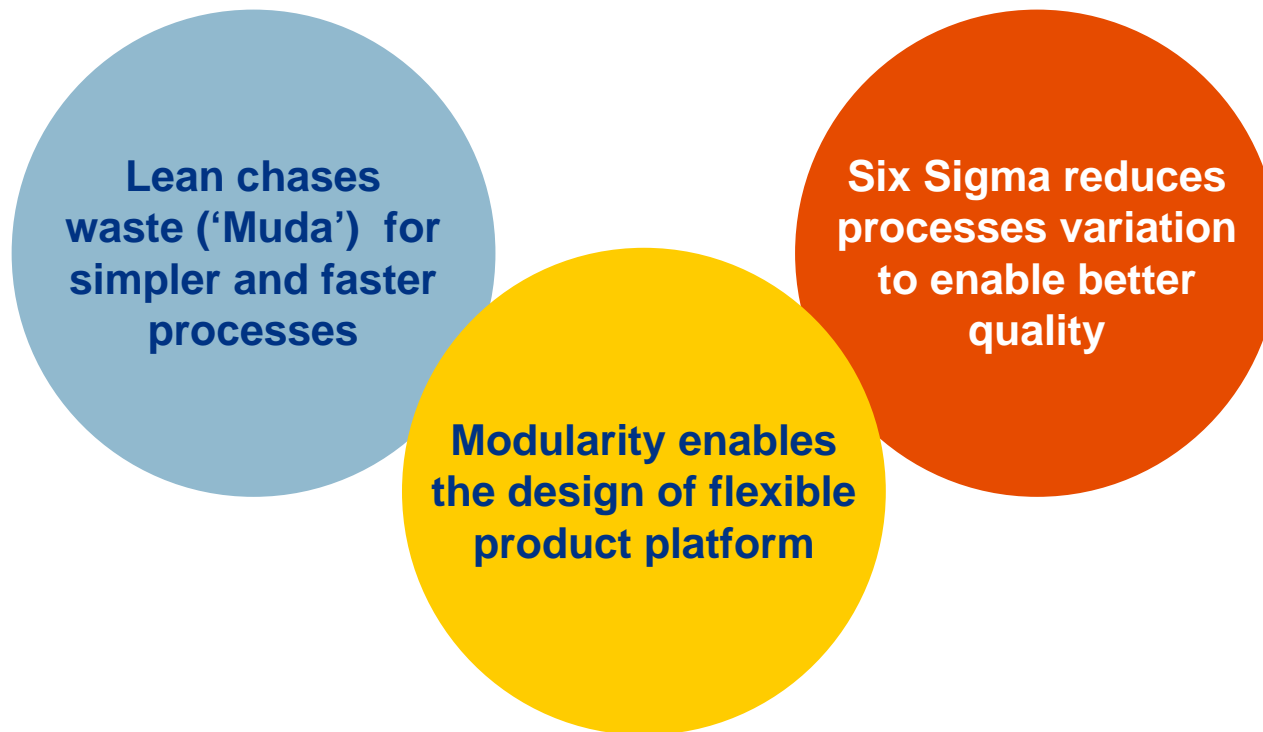 Lean chases
waste (‘Muda’)  for
simpler and faster
processes
Six Sigma reduces
processes variation
to enable better
quality
Modularity enables
the design of flexible
product platform